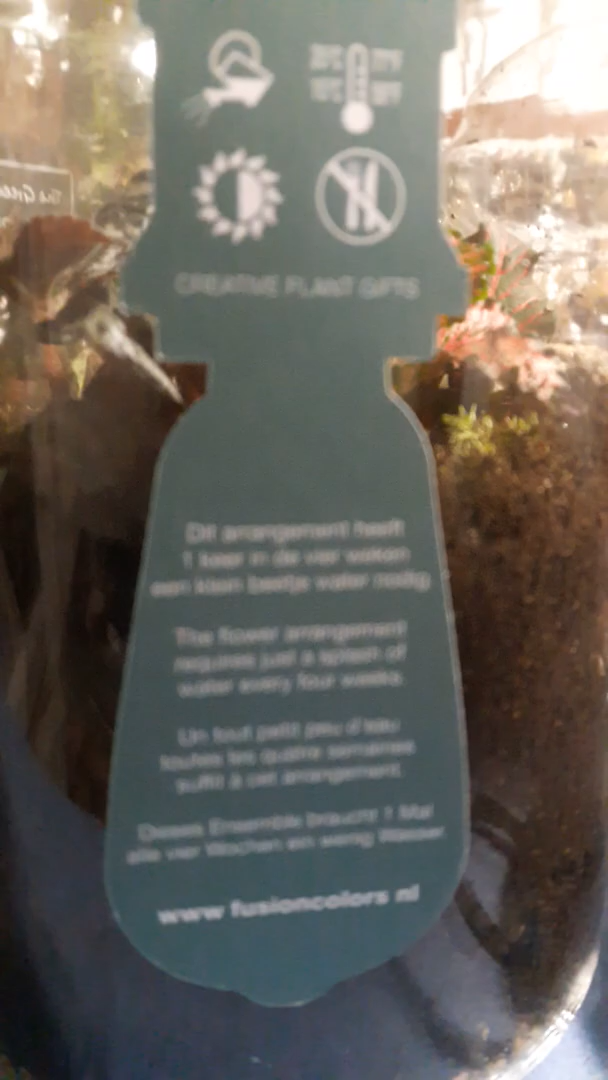 The Gree
CREATIVE PLANT GIFTS
Dit arrangement heeft
1 keer in de vier weken
een klein beetje water nodig.
The flower arrangement
requires just a splash of
water every four weeks.
Un tout petit peu d'eau
toutes les quatre semaines
suffit à cet arrangement.
Dieses Ensemble braucht 1 Mal
alle vier Wochen ein wenig Wasser.
www.fusioncolors.nl